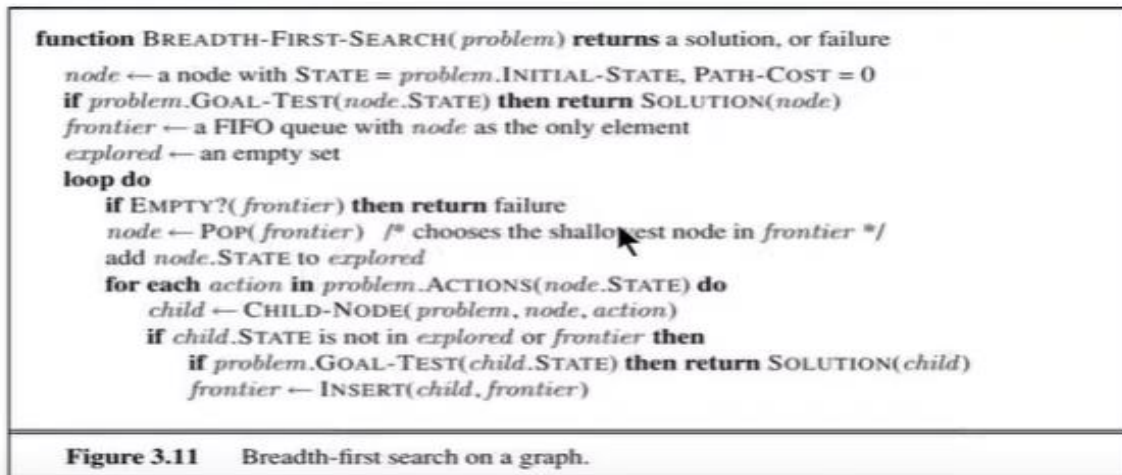 function BREADTH-FIRST-SEARCH(problem) returns a solution, or failure
node ← a node with STATE = problem.INITIAL-STATE, PATH-COST = 0
if problem.GOAL-TEST(node.STATE) then return SOLUTION(node)
frontier ← a FIFO queue with node as the only element
explored ← an empty set
loop do
if EMPTY?(frontier) then return failure
node ← POP(frontier) /* chooses the shallowest node in frontier */
add node.STATE to explored
for each action in problem.ACTIONS(node.STATE) do
child ← CHILD-NODE(problem, node, action)
if child.STATE is not in explored or frontier then
if problem.GOAL-TEST(child.STATE) then return SOLUTION(child)
frontier ← INSERT(child, frontier)
Figure 3.11 Breadth-first search on a graph.